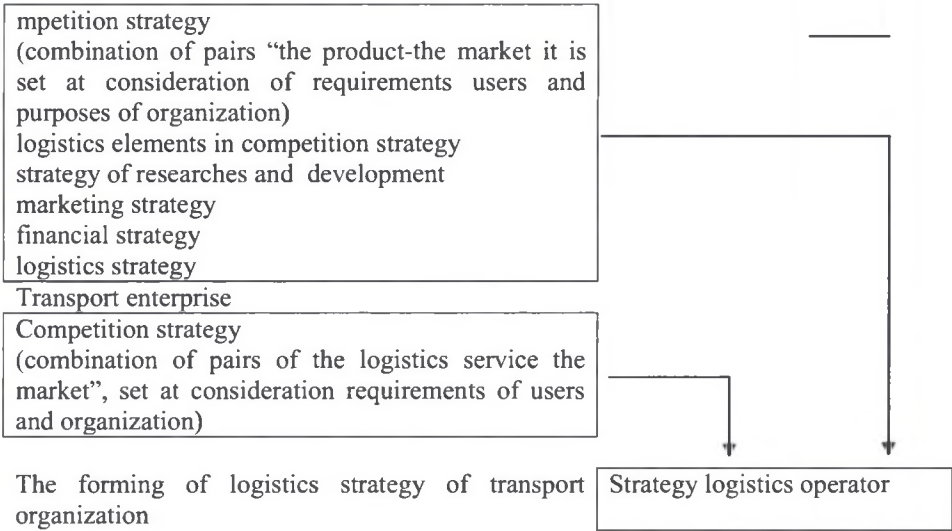 mpetition strategy
(combination of pairs “the product-the market it is
set at consideration of requirements users and
purposes of organization)
logistics elements in competition strategy
strategy of researches and development
marketing strategy
financial strategy
logistics strategy
Transport enterprise
Competition strategy
(combination of pairs of the logistics service the
market”, set at consideration requirements of users
and organization)
The forming of logistics strategy of transport
organization
Strategy logistics operator